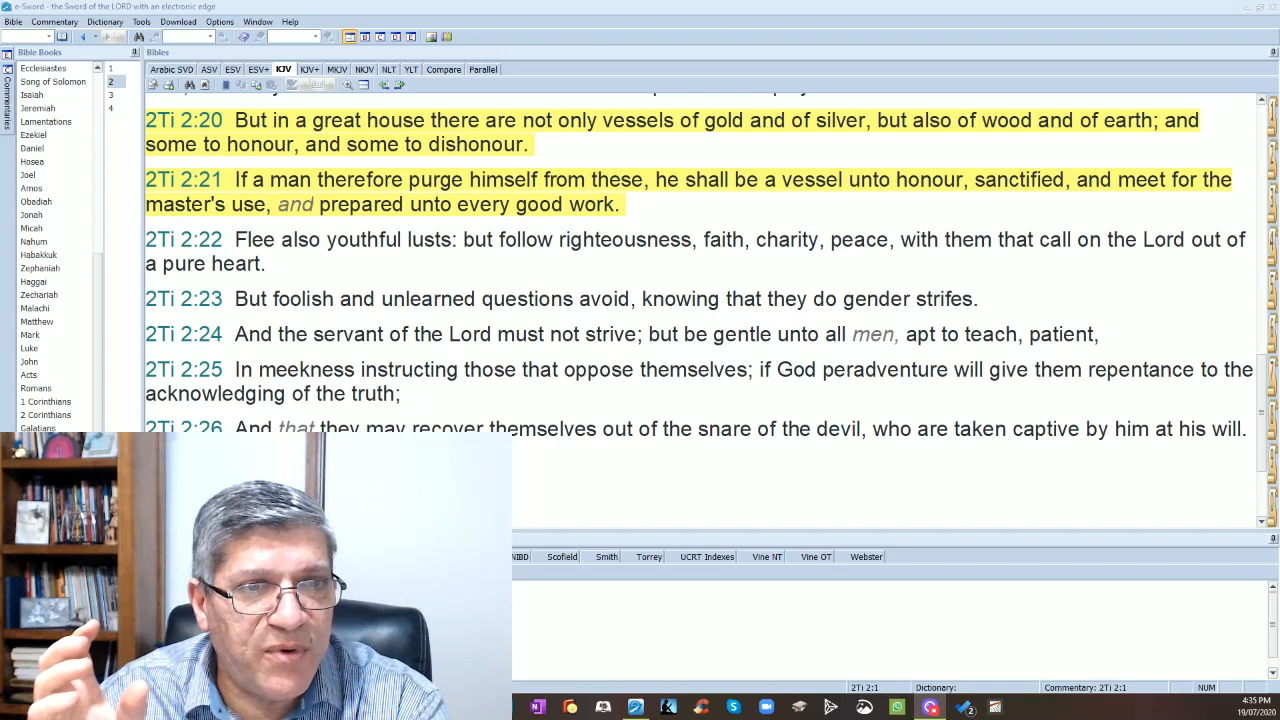 e-Sword - the Sword of the LORD with an electronic edge
Bible Commentary Dictionary Tools Download Options Window Help
Bible Books
Bibles
Commentaries
Ecclesiastes
Song of Solomon
Isaiah
Jeremiah
Lamentations
Ezekiel
Daniel
Hosea
Joel
Amos
Obadiah
Jonah
Micah
Nahum
Habakkuk
Zephaniah
Haggai
Zechariah
Malachi
Matthew
Mark
Luke
John
Acts
Romans
1 Corinthians
2 Corinthians
Galatians
1
2
3
4
Arabic SVD ASV ESV ESV+ KJV KJV+ MKJV NKJV NLT YLT Compare Parallel
2Ti 2:20 But in a great house there are not only vessels of gold and of silver, but also of wood and of earth; and
some to honour, and some to dishonour.
2Ti 2:21 If a man therefore purge himself from these, he shall be a vessel unto honour, sanctified, and meet for the
master's use, and prepared unto every good work.
2Ti 2:22 Flee also youthful lusts: but follow righteousness, faith, charity, peace, with them that call on the Lord out of
a pure heart.
2Ti 2:23 But foolish and unlearned questions avoid, knowing that they do gender strifes.
2Ti 2:24 And the servant of the Lord must not strive; but be gentle unto all men, apt to teach, patient,
2Ti 2:25 In meekness instructing those that oppose themselves; if God peradventure will give them repentance to the
acknowledging of the truth;
2Ti 2:26 And that they may recover themselves out of the snare of the devil, who are taken captive by him at his will.
NIBD Scofield Smith Torrey UCRT Indexes Vine NT Vine OT Webster
2Ti 2:1 Dictionary: Commentary: 2Ti 2:1 NUM
4:35 PM
19/07/2020